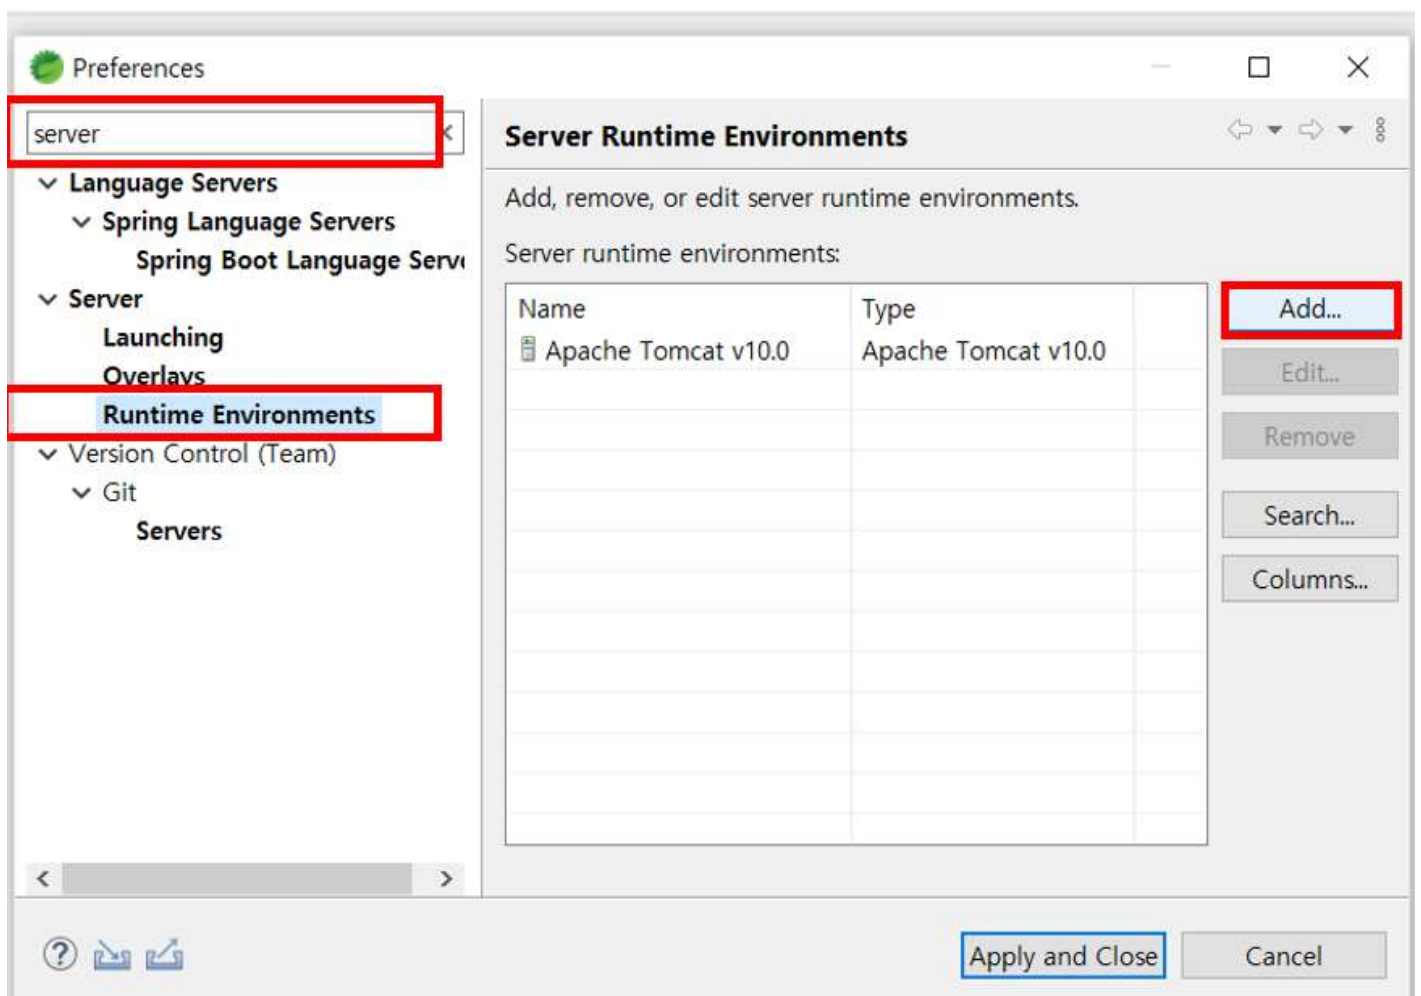 Preferences
server
Language Servers
Spring Language Servers
Spring Boot Language Serve
Server
Launching
Overlays
Runtime Environments
Version Control (Team)
Git
Servers
Server Runtime Environments
Add, remove, or edit server runtime environments.
Server runtime environments:
Name Type
Apache Tomcat v10.0 Apache Tomcat v10.0
Add...
Edit...
Remove
Search...
Columns...
Apply and Close Cancel